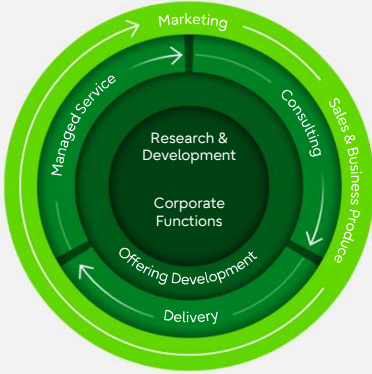 Marketing
Sales & Business Produce
Managed Service
Consulting
Research &
Development
Corporate
Functions
Offering Development
Delivery